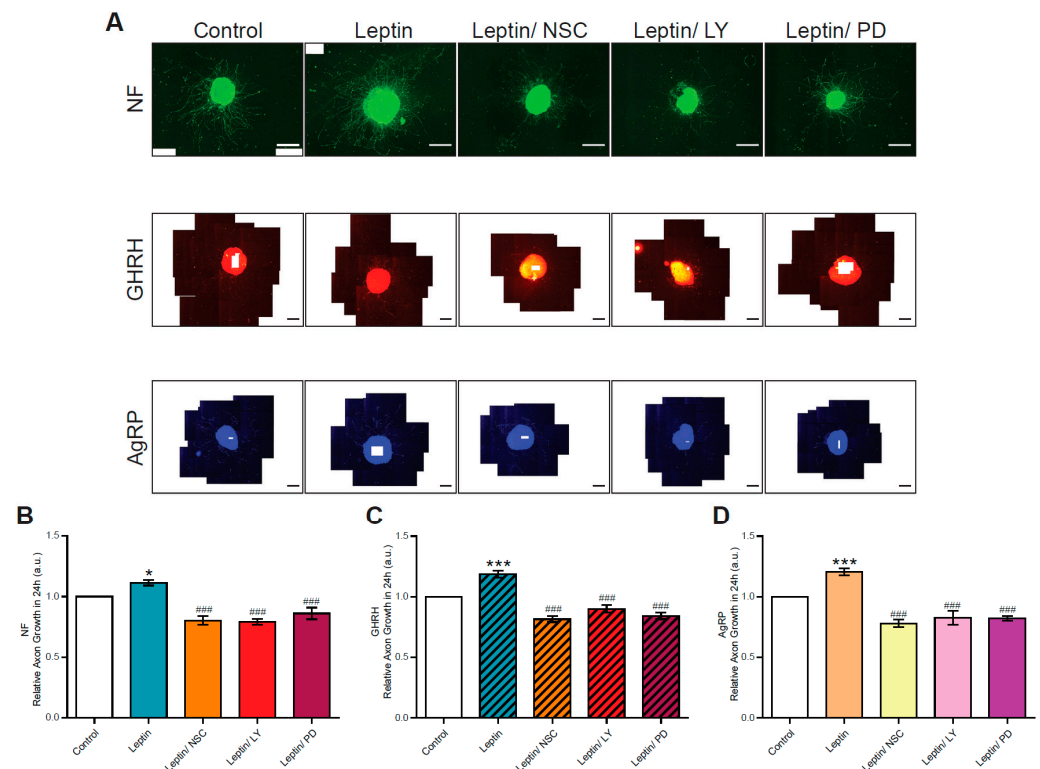 A
Control Leptin Leptin/ NSC Leptin/ LY Leptin/ PD
NF
GHRH
AgRP
B
NF
Relative Axon Growth in 24h (a.u.)
1.5
1.0
0.5
0.0
*
###
###
###
Control
Leptin
Leptin/ NSC
Leptin/ LY
Leptin/ PD
C
GHRH
Relative Axon Growth in 24h (a.u.)
1.5
1.0
0.5
0.0
***
###
###
###
Control
Leptin
Leptin/ NSC
Leptin/ LY
Leptin/ PD
D
AgRP
Relative Axon Growth in 24h (a.u.)
1.5
1.0
0.5
0.0
***
###
###
###
Control
Leptin
Leptin/ NSC
Leptin/ LY
Leptin/ PD